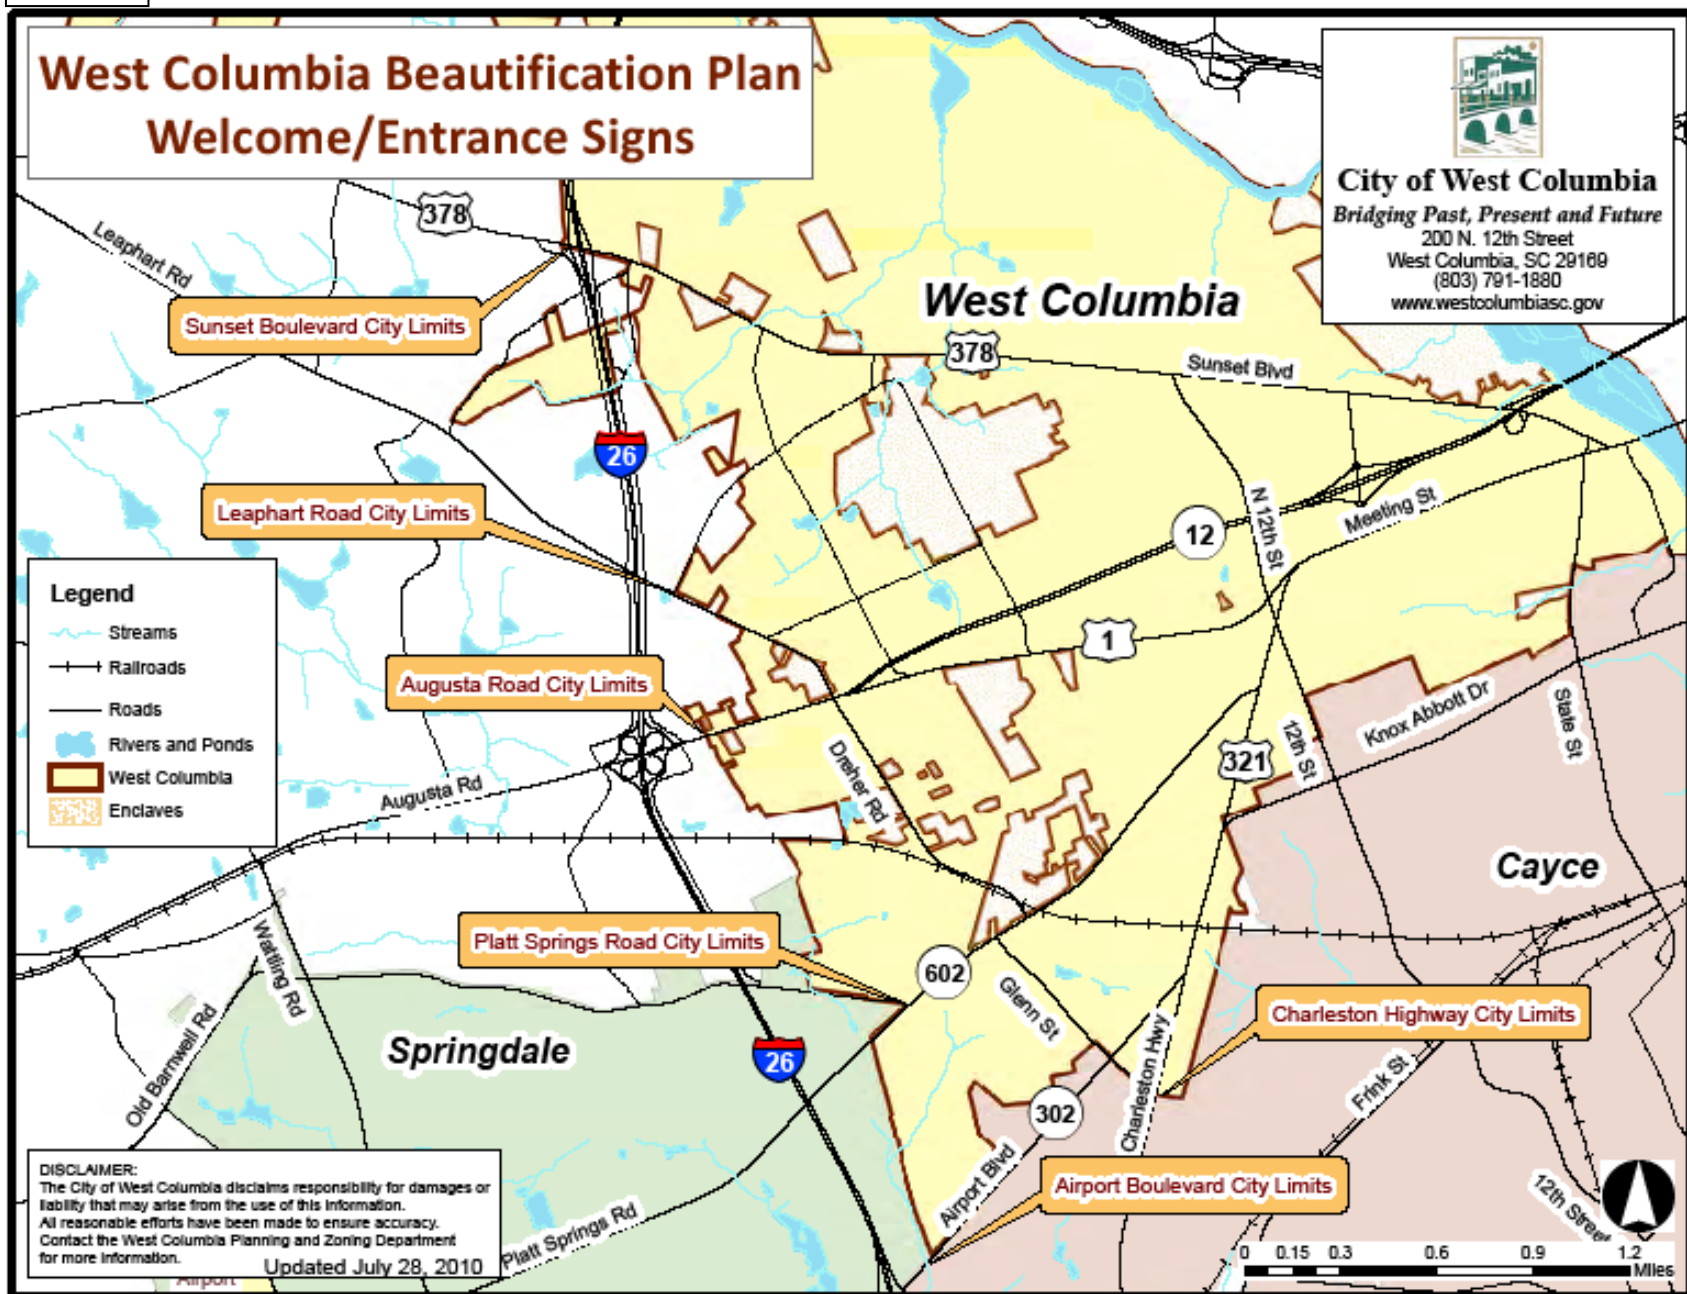 West Columbia Beautification Plan
Welcome/Entrance Signs
City of West Columbia
Bridging Past, Present and Future
200 N. 12th Street
West Columbia, SC 29169
(803) 791-1880
www.westcolumbiasc.gov
378
Leaphart Rd
Sunset Boulevard City Limits
West Columbia
378
Sunset Blvd
26
Leaphart Road City Limits
N 12th St
Meeting St
12
Legend
Streams
Railroads
Roads
Rivers and Ponds
West Columbia
Enclaves
1
Augusta Road City Limits
Knox Abbott Dr
State St
12th St
321
Dreher Rd
Augusta Rd
Cayce
Platt Springs Road City Limits
Wattling Rd
602
Glenn St
Charleston Highway City Limits
Old Barnwell Rd
Springdale
26
Charleston Hwy
302
Frink St
Airport Blvd
Airport Boulevard City Limits
12th Street
Platt Springs Rd
DISCLAIMER:
The City of West Columbia disclaims responsibility for damages or
liability that may arise from the use of this information.
All reasonable efforts have been made to ensure accuracy.
Contact the West Columbia Planning and Zoning Department
for more information.
Updated July 28, 2010
Airport
0 0.15 0.3 0.6 0.9 1.2
Miles